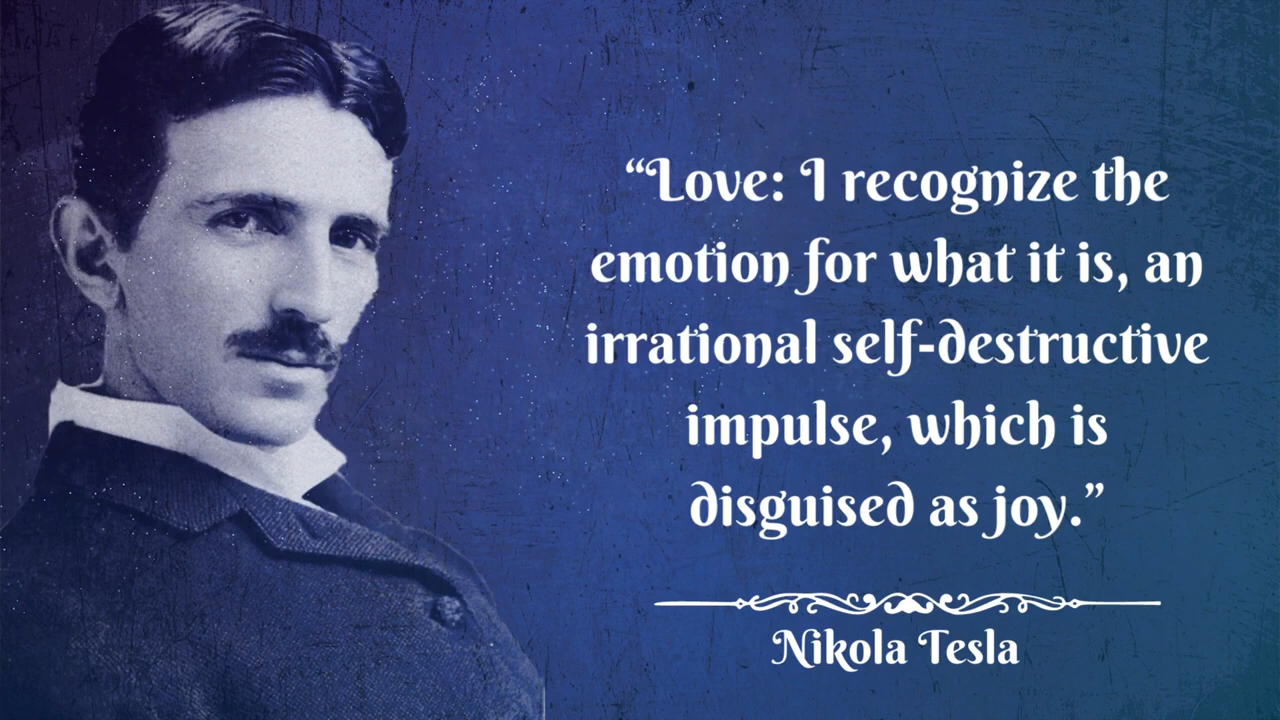 “Love: I recognize the
emotion for what it is, an
irrational self-destructive
impulse, which is
disguised as joy.”
Nikola Tesla